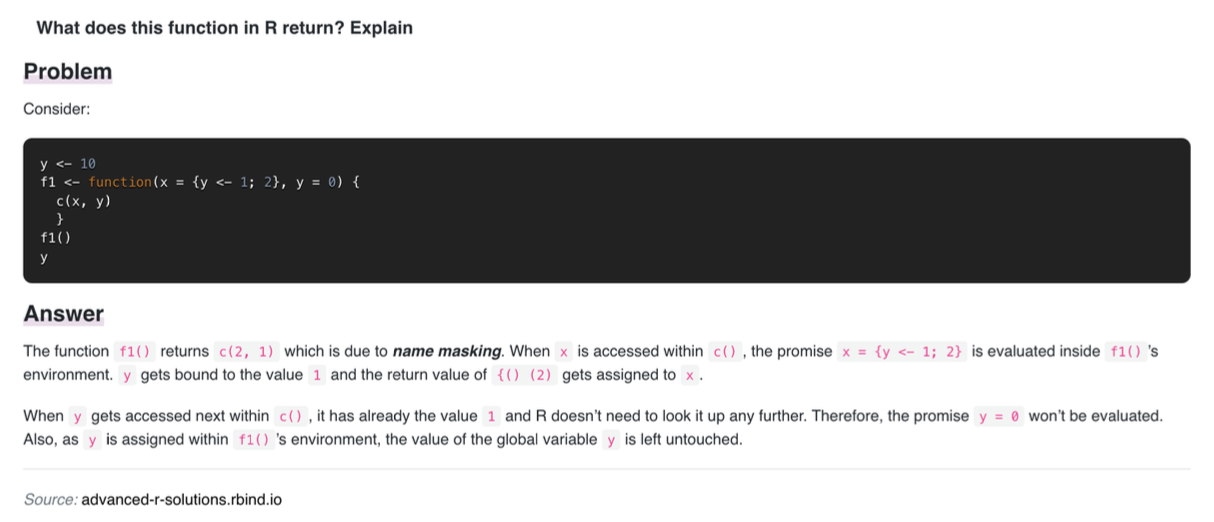 What does this function in R return? Explain
Problem
Consider:
y <- 10
f1 <- function(x = {y <- 1; 2}, y = 0) {
  c(x, y)
  }
f1()
y
Answer
The function f1() returns c(2, 1) which is due to name masking. When x is accessed within c() , the promise x = {y <- 1; 2} is evaluated inside f1() 's
environment. y gets bound to the value 1 and the return value of {() (2) gets assigned to x .
When y gets accessed next within c() , it has already the value 1 and R doesn't need to look it up any further. Therefore, the promise y = 0 won't be evaluated.
Also, as y is assigned within f1() 's environment, the value of the global variable y is left untouched.
Source: advanced-r-solutions.rbind.io